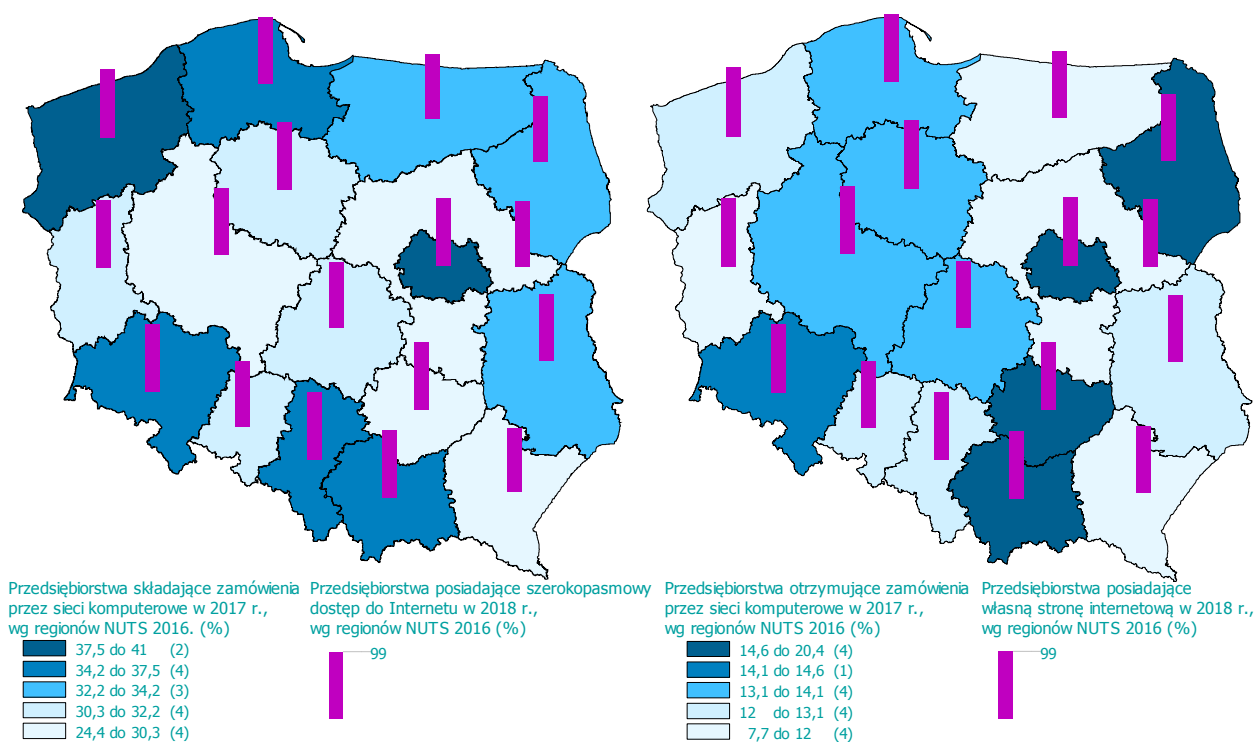 Przedsiębiorstwa składające zamówienia
przez sieci komputerowe w 2017 r.,
wg regionów NUTS 2016. (%)
37,5 do 41 (2)
34,2 do 37,5 (4)
32,2 do 34,2 (3)
30,3 do 32,2 (4)
24,4 do 30,3 (4)
Przedsiębiorstwa posiadające szerokopasmowy
dostęp do Internetu w 2018 r.,
wg regionów NUTS 2016 (%)
99
Przedsiębiorstwa otrzymujące zamówienia
przez sieci komputerowe w 2017 r.,
wg regionów NUTS 2016 (%)
14,6 do 20,4 (4)
14,1 do 14,6 (1)
13,1 do 14,1 (4)
12 do 13,1 (4)
7,7 do 12 (4)
Przedsiębiorstwa posiadające
własną stronę internetową w 2018 r.,
wg regionów NUTS 2016 (%)
99